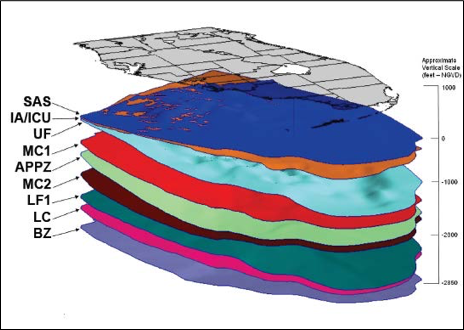 Approximate
Vertical Scale
(feet – NGVD)
1000
SAS
IA/ICU
UF
MC1
APPZ
MC2
LF1
LC
BZ
0
-1000
-2300
-2850